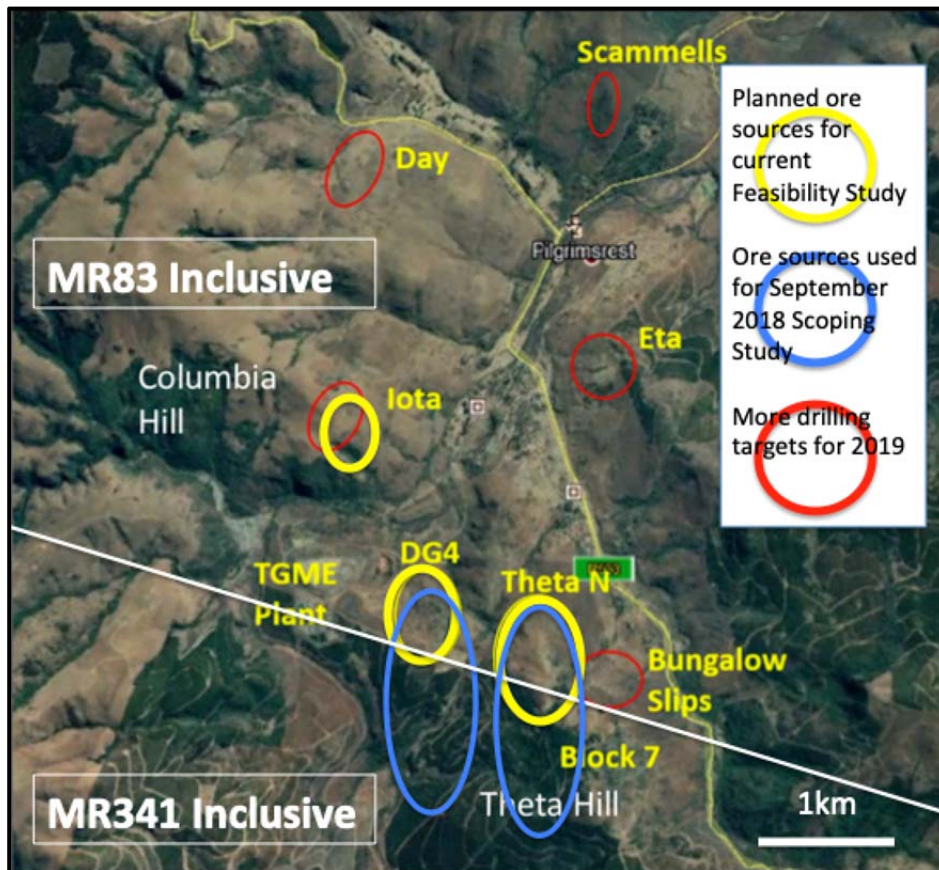 Scammells
Day
Planned ore
sources for
current
Feasibility Study
Pilgrimsrest
MR83 Inclusive
Ore sources used
for September
2018 Scoping
Study
Eta
Columbia
Hill
Iota
More drilling
targets for 2019
DG4
TGME
Plant
Theta N
Bungalow
Slips
Block 7
Theta Hill
MR341 Inclusive
1km